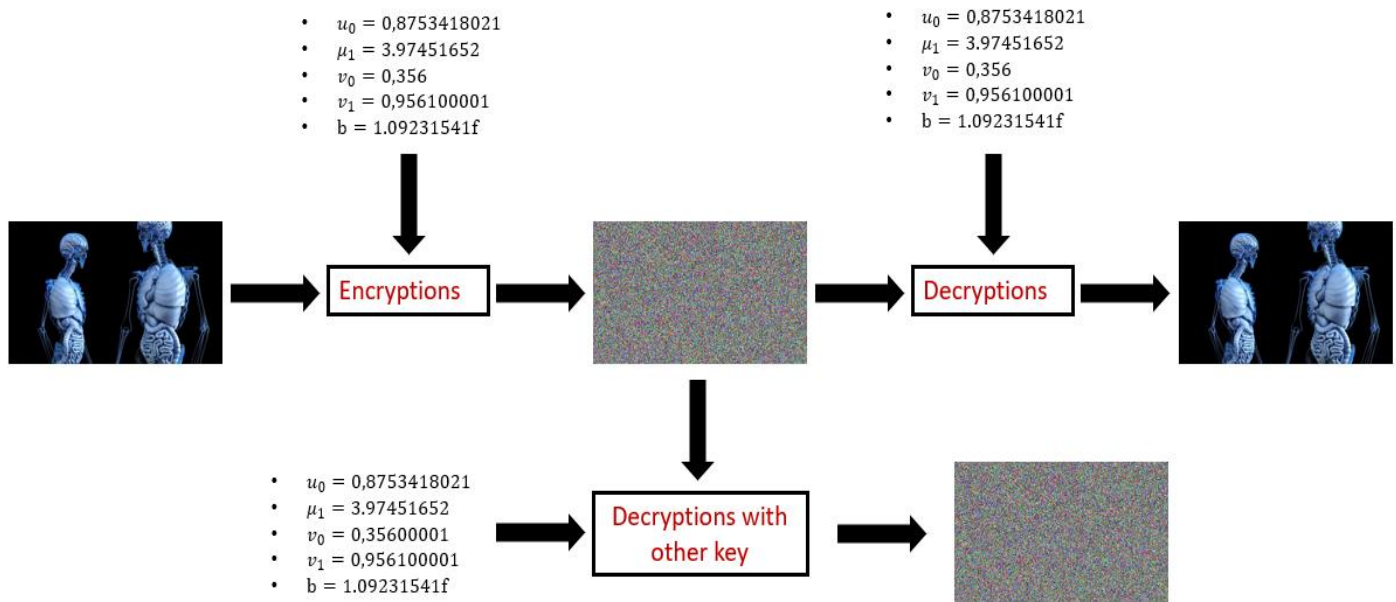 • u₀ = 0,8753418021
• μ₁ = 3.97451652
• v₀ = 0,356
• v₁ = 0,956100001
• b = 1.09231541f
• u₀ = 0,8753418021
• μ₁ = 3.97451652
• v₀ = 0,356
• v₁ = 0,956100001
• b = 1.09231541f
Encryptions
Decryptions
• u₀ = 0,8753418021
• μ₁ = 3.97451652
• v₀ = 0,35600001
• v₁ = 0,956100001
• b = 1.09231541f
Decryptions with
other key